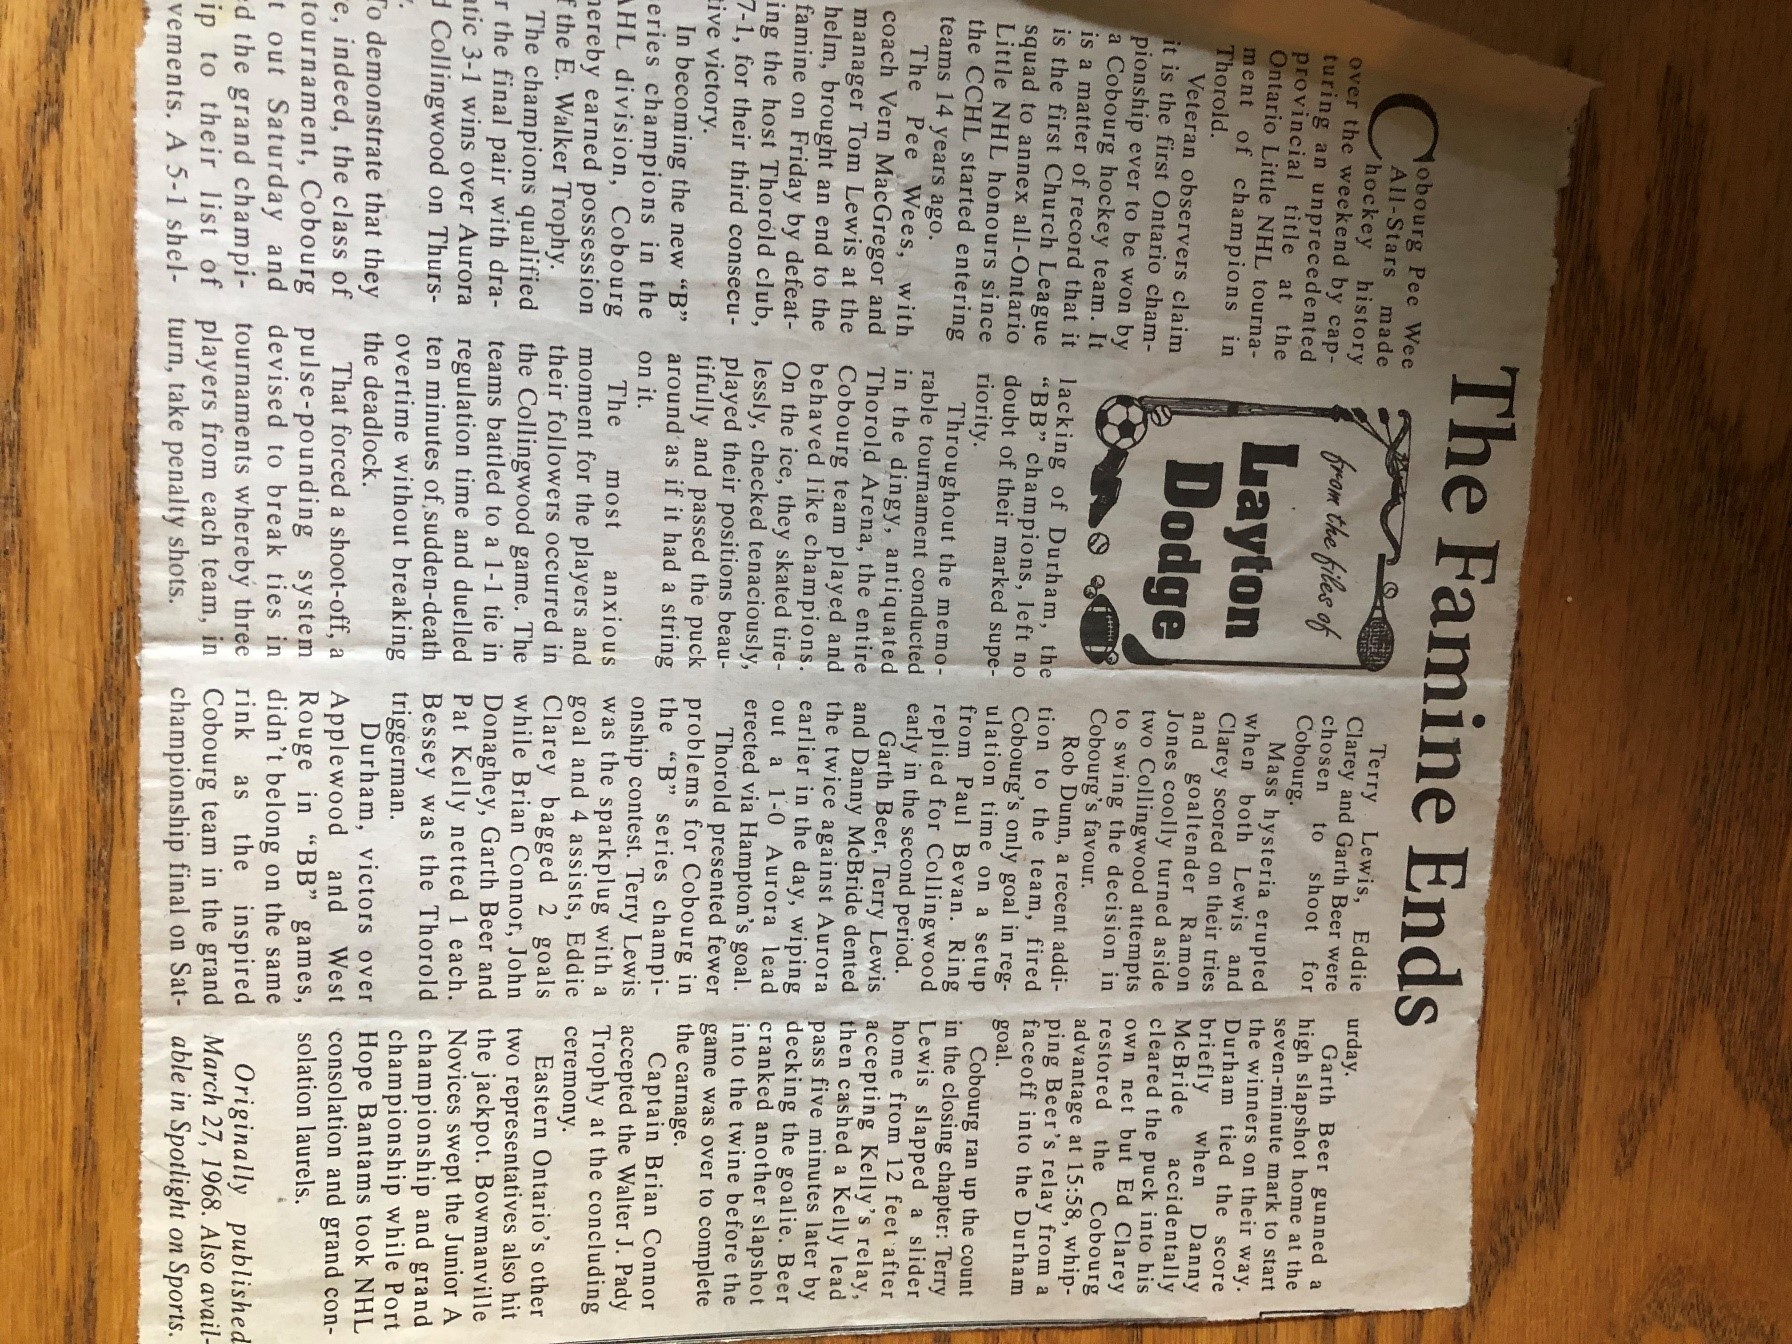 The Famine Ends
Cobourg Pee Wee
All-Stars made
hockey history
over the weekend by cap-
turing an unprecedented
provincial title at the
Ontario Little NHL tourna-
ment of champions in
Thorold.
Veteran observers claim
it is the first Ontario cham-
pionship ever to be won by
a Cobourg hockey team. It
is a matter of record that it
is the first Church League
squad to annex all-Ontario
Little NHL honours since
the CCHL started entering
teams 14 years ago.
The Pee Wees, with
coach Vern MacGregor and
manager Tom Lewis at the
helm, brought an end to the
famine on Friday by defeat-
ing the host Thorold club,
7-1, for their third consecu-
tive victory.
In becoming the new "B"
series champions in the
NHL division, Cobourg
thereby earned possession
of the E. Walker Trophy.
The champions qualified
for the final pair with dra-
matic 3-1 wins over Aurora
and Collingwood on Thurs-
To demonstrate that they
were, indeed, the class of
tournament, Cobourg
out Saturday and
the grand champi-
to their list of
vements. A 5-1 shel-
from the files of
Layton
Dodge
lacking of Durham, the
"BB" champions, left no
doubt of their marked supe-
riority.
Throughout the memo-
rable tournament conducted
in the dingy, antiquated
Thorold Arena, the entire
Cobourg team played and
behaved like champions.
On the ice, they skated tire-
lessly, checked tenaciously,
played their positions beau-
tifully and passed the puck
around as if it had a string
on it.
The most anxious
moment for the players and
their followers occurred in
the Collingwood game. The
teams battled to a 1-1 tie in
regulation time and duelled
ten minutes of sudden-death
overtime without breaking
the deadlock.
That forced a shoot-off, a
pulse-pounding system
devised to break ties in
tournaments whereby three
players from each team, in
turn, take penalty shots.
Terry Lewis, Eddie
Clarey and Garth Beer were
chosen to shoot for
Cobourg.
Mass hysteria erupted
when both Lewis and
Clarey scored on their tries
and goaltender Ramon
Jones coolly turned aside
two Collingwood attempts
to swing the decision in
Cobourg's favour.
Rob Dunn, a recent addi-
tion to the team, fired
Cobourg's only goal in reg-
ulation time on a setup
from Paul Bevan. Ring
replied for Collingwood
early in the second period.
Garth Beer, Terry Lewis
and Danny McBride dented
the twice against Aurora
earlier in the day, wiping
out a 1-0 Aurora lead
erected via Hampton's goal.
Thorold presented fewer
problems for Cobourg in
the "B" series champi-
onship contest. Terry Lewis
was the sparkplug with a
goal and 4 assists, Eddie
Clarey bagged 2 goals
while Brian Connor, John
Donaghey, Garth Beer and
Pat Kelly netted 1 each.
Bessey was the Thorold
triggerman.
Durham, victors over
Applewood and West
Rouge in "BB" games,
didn't belong on the same
rink as the inspired
Cobourg team in the grand
championship final on Sat-
urday.
Garth Beer gunned a
high slapshot home at the
seven-minute mark to start
the winners on their way.
Durham tied the score
briefly when Danny
McBride accidentally
cleared the puck into his
own net but Ed Clarey
restored the Cobourg
advantage at 15:58, whip-
ping Beer's relay from a
faceoff into the Durham
goal.
Cobourg ran up the count
in the closing chapter: Terry
Lewis slapped a slider
home from 12 feet after
accepting Kelly's relay,
then cashed a Kelly lead
pass five minutes later by
decking the goalie. Beer
cranked another slapshot
into the twine before the
game was over to complete
the carnage.
Captain Brian Connor
accepted the Walter J. Pady
Trophy at the concluding
ceremony.
Eastern Ontario's other
two representatives also hit
the jackpot. Bowmanville
Novices swept the Junior A
championship and grand
championship while Port
Hope Bantams took NHL
consolation and grand con-
solation laurels.
Originally published
March 27, 1968. Also avail-
able in Spotlight on Sports.